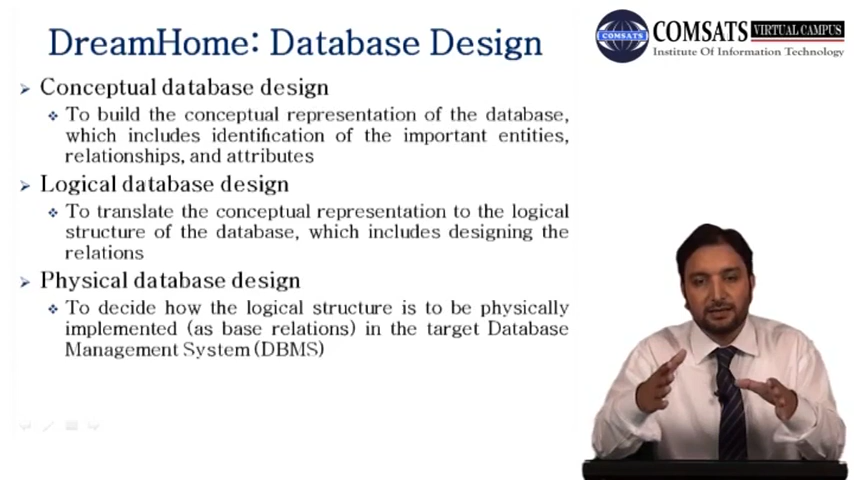 DreamHome: Database Design
COMSATS VIRTUAL CAMPUS
Institute Of Information Technology
COMSATS
➢ Conceptual database design
❖ To build the conceptual representation of the database,
which includes identification of the important entities,
relationships, and attributes
➢ Logical database design
❖ To translate the conceptual representation to the logical
structure of the database, which includes designing the
relations
➢ Physical database design
❖ To decide how the logical structure is to be physically
implemented (as base relations) in the target Database
Management System (DBMS)